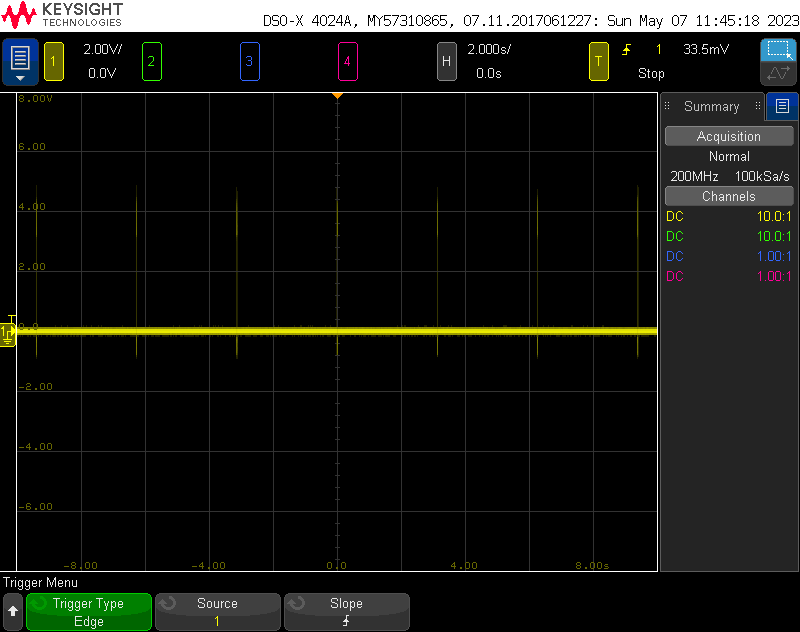 KEYSIGHT
TECHNOLOGIES
DSO-X 4024A, MY57310865, 07.11.2017061227: Sun May 07 11:45:18 2023
1 2.00V/ 2 3 4 H 2.000s/ T 1 33.5mV
0.0V 0.0s Stop
8.00V
6.00
4.00
2.00
T
1 0.0
-2.00
-4.00
-6.00
-8.00 -4.00 0.0 4.00 8.00s
Summary
Acquisition
Normal
200MHz 100kSa/s
Channels
DC 10.0:1
DC 10.0:1
DC 1.00:1
DC 1.00:1
Trigger Menu
Trigger Type Source Slope
Edge 1